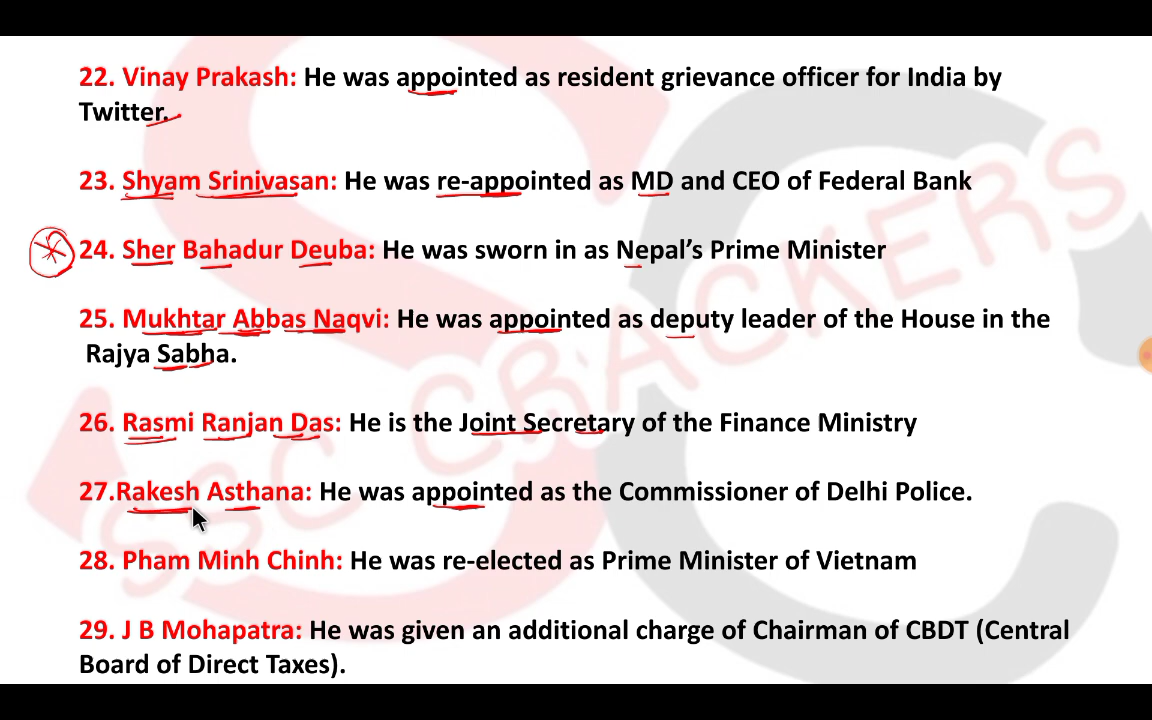 22. Vinay Prakash: He was appointed as resident grievance officer for India by
Twitter.
23. Shyam Srinivasan: He was re-appointed as MD and CEO of Federal Bank
24. Sher Bahadur Deuba: He was sworn in as Nepal’s Prime Minister
25. Mukhtar Abbas Naqvi: He was appointed as deputy leader of the House in the
Rajya Sabha.
26. Rasmi Ranjan Das: He is the Joint Secretary of the Finance Ministry
27.Rakesh Asthana: He was appointed as the Commissioner of Delhi Police.
28. Pham Minh Chinh: He was re-elected as Prime Minister of Vietnam
29. J B Mohapatra: He was given an additional charge of Chairman of CBDT (Central
Board of Direct Taxes).
SSC CRACKERS